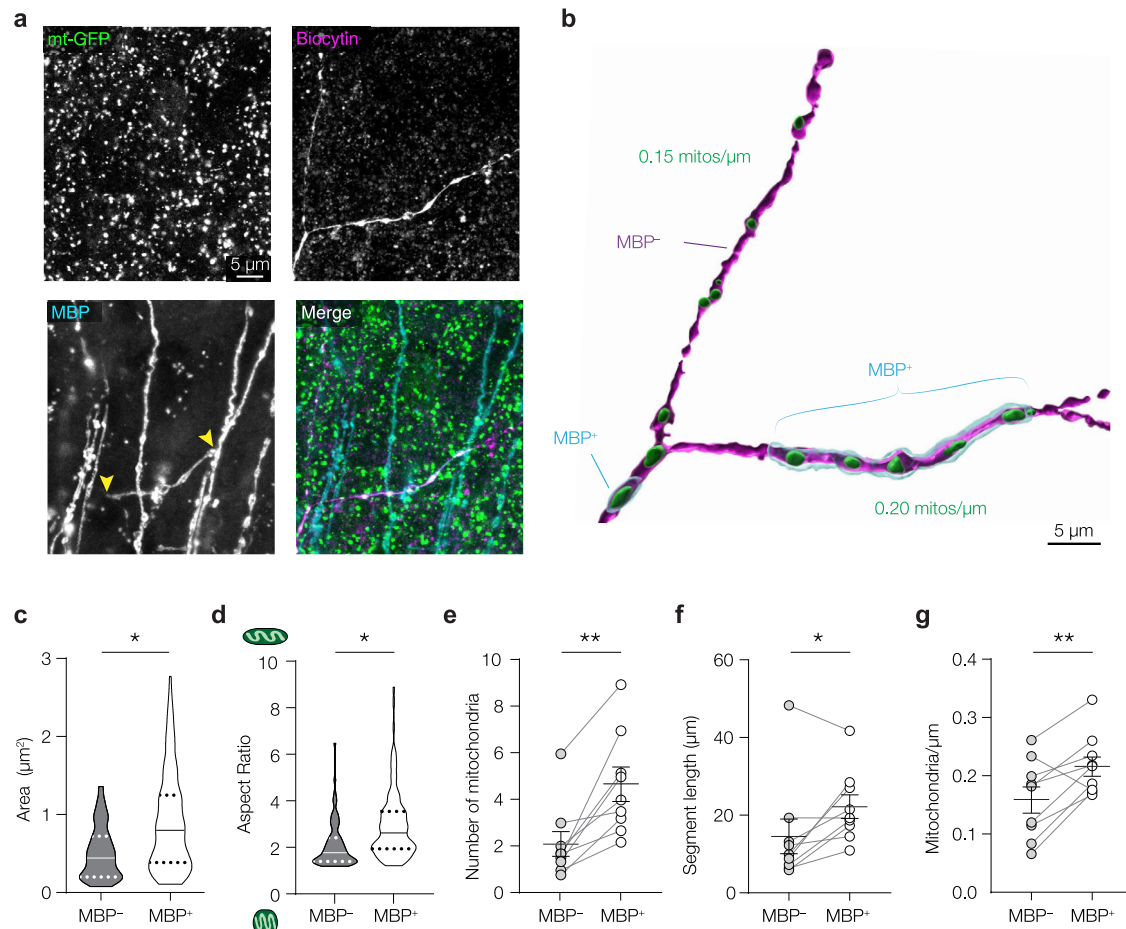 a
mt-GFP
Biocytin
5 µm
MBP
Merge
b
0.15 mitos/µm
MBP⁻
MBP⁺
MBP⁺
0.20 mitos/µm
5 µm
c
*
Area (µm²)
3
2
1
0
MBP⁻ MBP⁺
d
*
Aspect Ratio
10
8
6
4
2
0
MBP⁻ MBP⁺
e
**
Number of mitochondria
10
8
6
4
2
0
MBP⁻ MBP⁺
f
*
Segment length (µm)
60
40
20
0
MBP⁻ MBP⁺
g
**
Mitochondria/µm
0.4
0.3
0.2
0.1
0.0
MBP⁻ MBP⁺